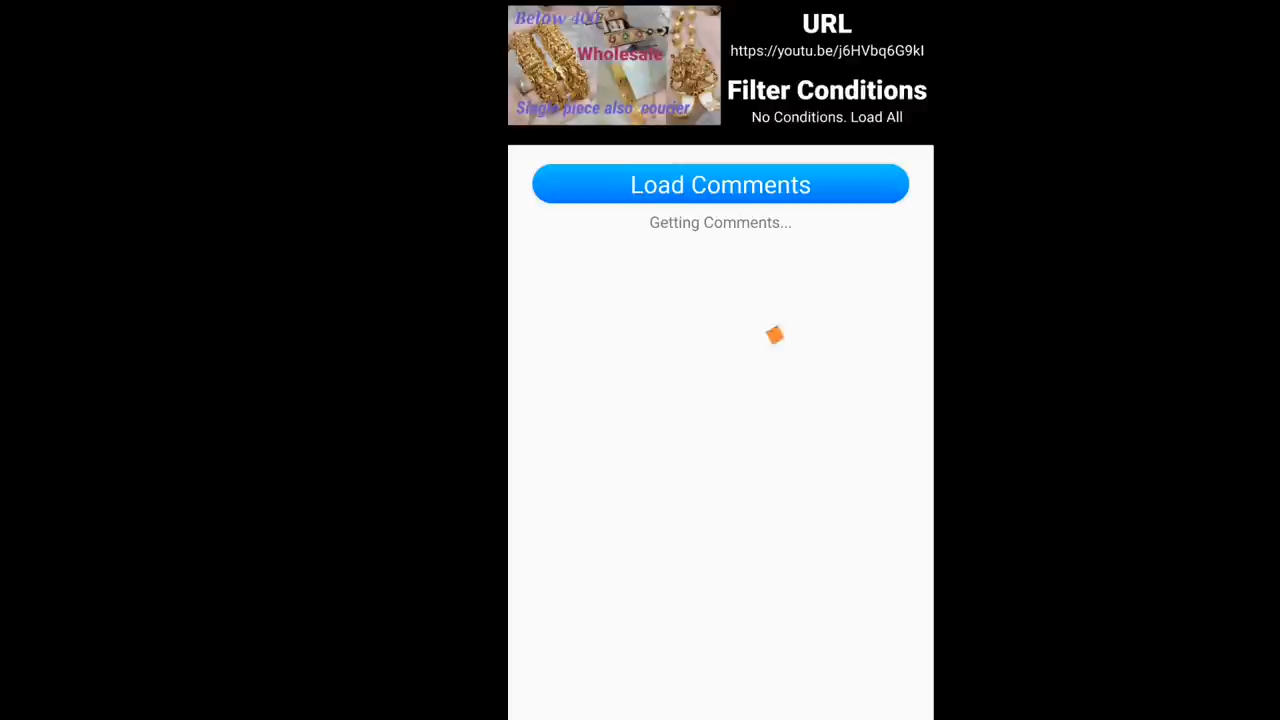 Below 400
Wholesale
Single piece also courier
URL
https://youtu.be/j6HVbq6G9kI
Filter Conditions
No Conditions. Load All
Load Comments
Getting Comments...